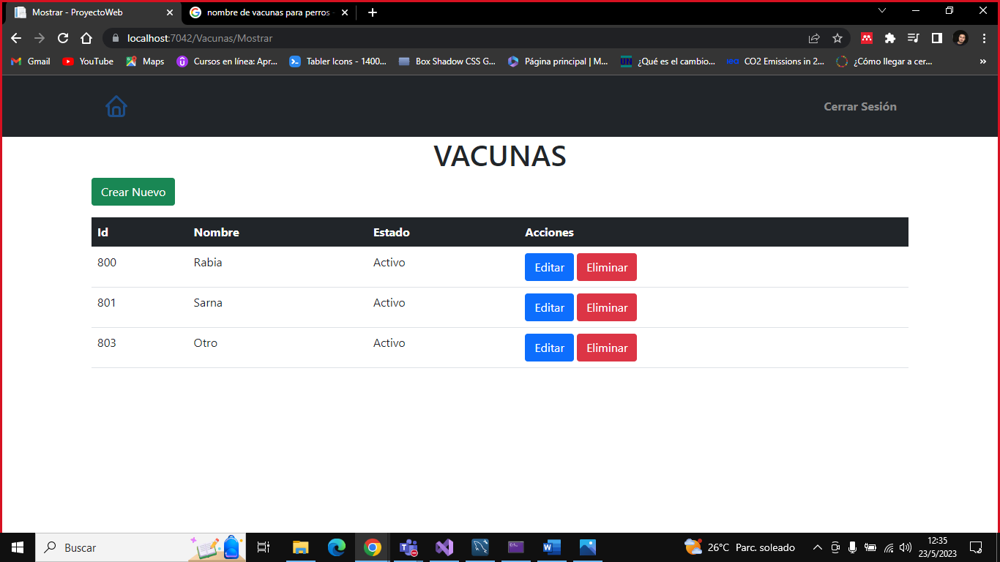 Mostrar - ProyectoWeb
nombre de vacunas para perros -
localhost:7042/Vacunas/Mostrar
Gmail YouTube Maps Cursos en línea: Apr... Tabler Icons - 1400... Box Shadow CSS G... Página principal | M... UN ¿Qué es el cambio... CO2 Emissions in 2... ¿Cómo llegar a cer... »
Cerrar Sesión
VACUNAS
Crear Nuevo
Id Nombre Estado Acciones
800 Rabia Activo Editar Eliminar
801 Sarna Activo Editar Eliminar
803 Otro Activo Editar Eliminar
Buscar
26°C Parc. soleado
12:35
23/5/2023